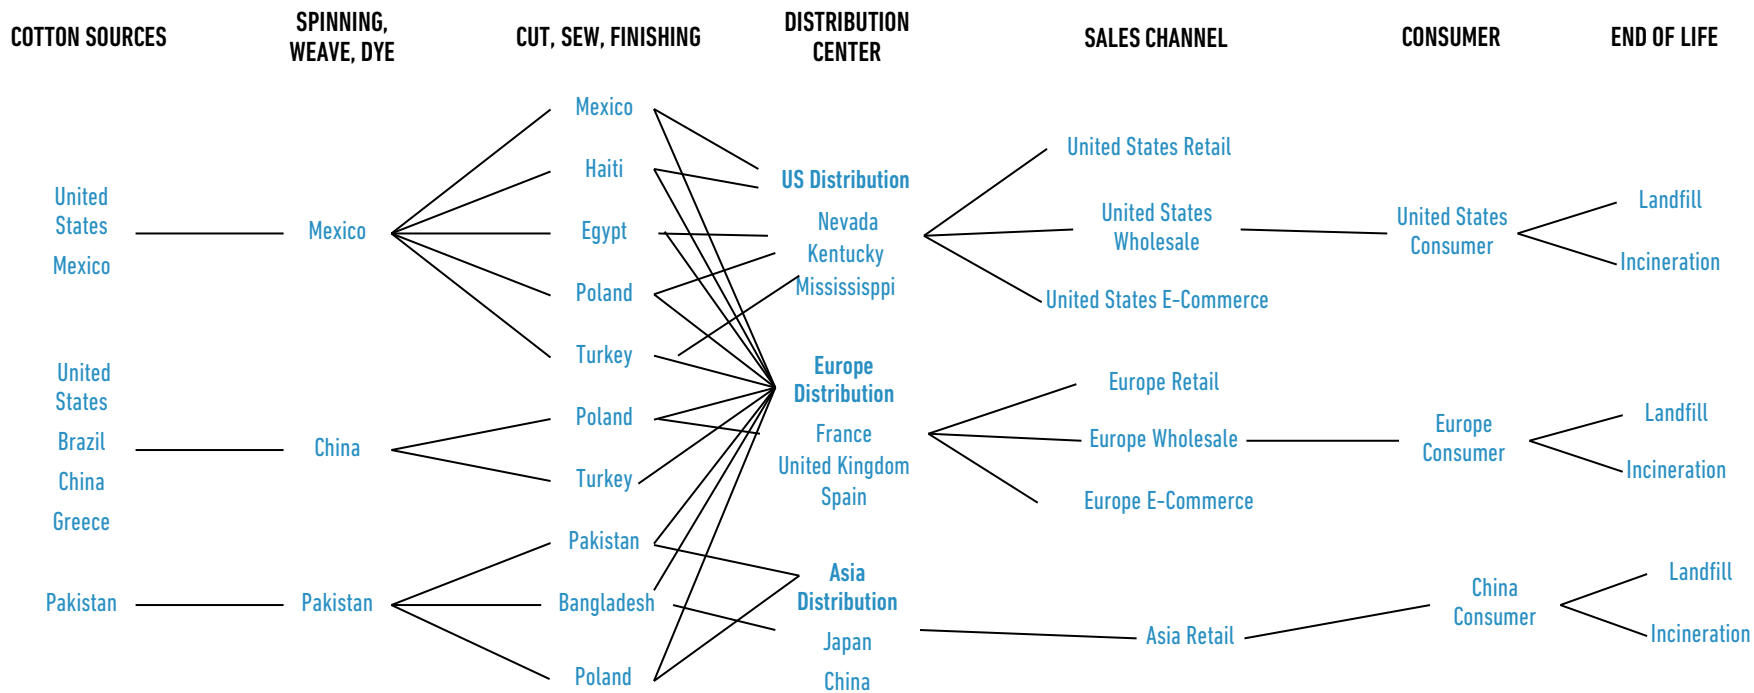 COTTON SOURCES
SPINNING,
WEAVE, DYE
CUT, SEW, FINISHING
DISTRIBUTION
CENTER
SALES CHANNEL
CONSUMER
END OF LIFE
United
States
Mexico
United
States
Brazil
China
Greece
Pakistan
Mexico
China
Pakistan
Mexico
Haiti
Egypt
Poland
Turkey
Poland
Turkey
Pakistan
Bangladesh
Poland
US Distribution
Nevada
Kentucky
Mississisppi
Europe
Distribution
France
United Kingdom
Spain
Asia
Distribution
Japan
China
United States Retail
United States
Wholesale
United States E-Commerce
Europe Retail
Europe Wholesale
Europe E-Commerce
Asia Retail
United States
Consumer
Europe
Consumer
China
Consumer
Landfill
Incineration
Landfill
Incineration
Landfill
Incineration